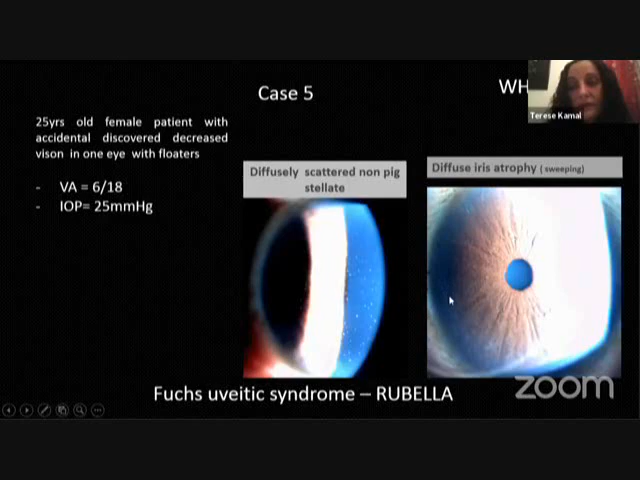 Case 5
WH
Terese Kamal
25yrs old female patient with
accidental discovered decreased
vison in one eye with floaters
- VA = 6/18
- IOP= 25mmHg
Diffusely scattered non pig
stellate
Diffuse iris atrophy ( sweeping)
Fuchs uveitic syndrome – RUBELLA
zoom